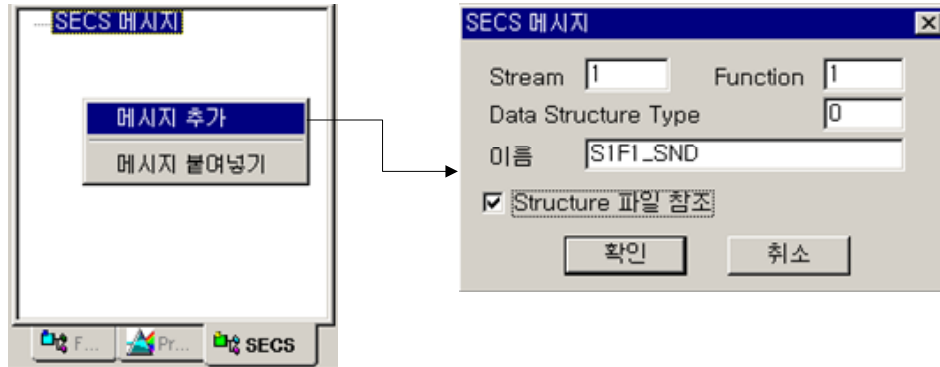 SECS 메시지
메시지 추가
메시지 붙여넣기
F... Pr... SECS
SECS 메시지
Stream 1 Function 1
Data Structure Type 0
이름 S1F1_SND
Structure 파일 참조
확인 취소